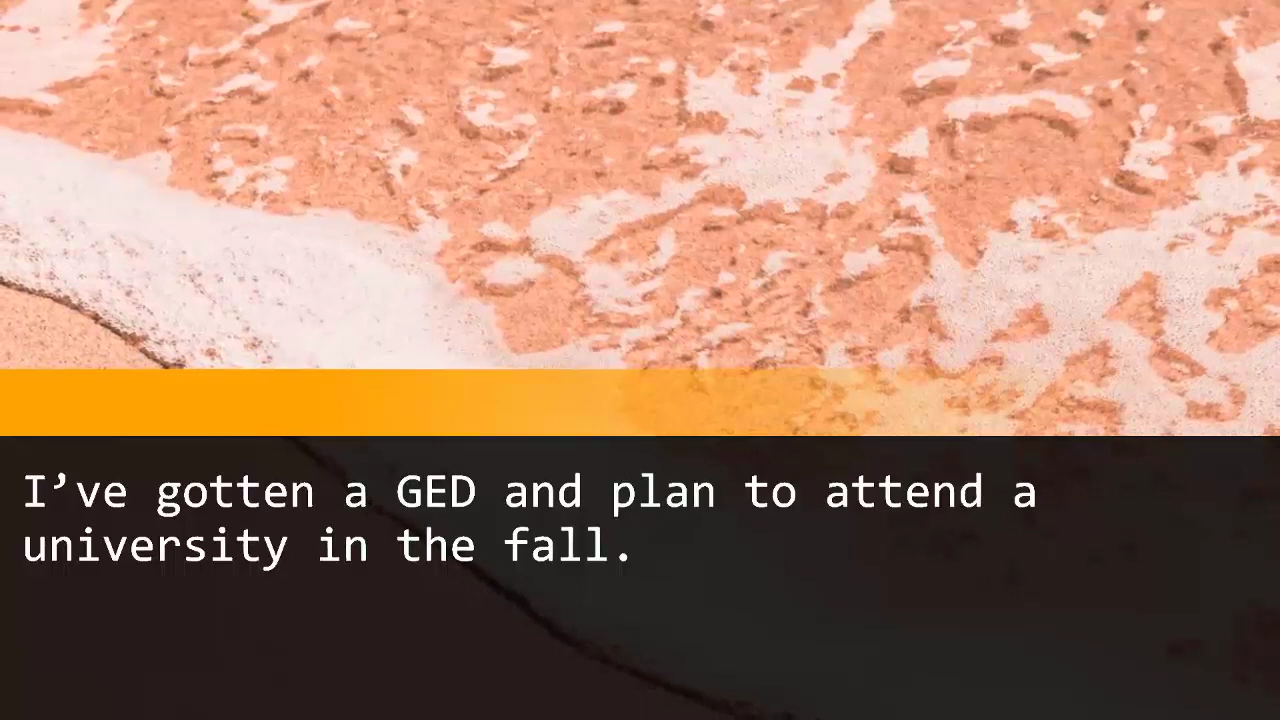 I’ve gotten a GED and plan to attend a
university in the fall.